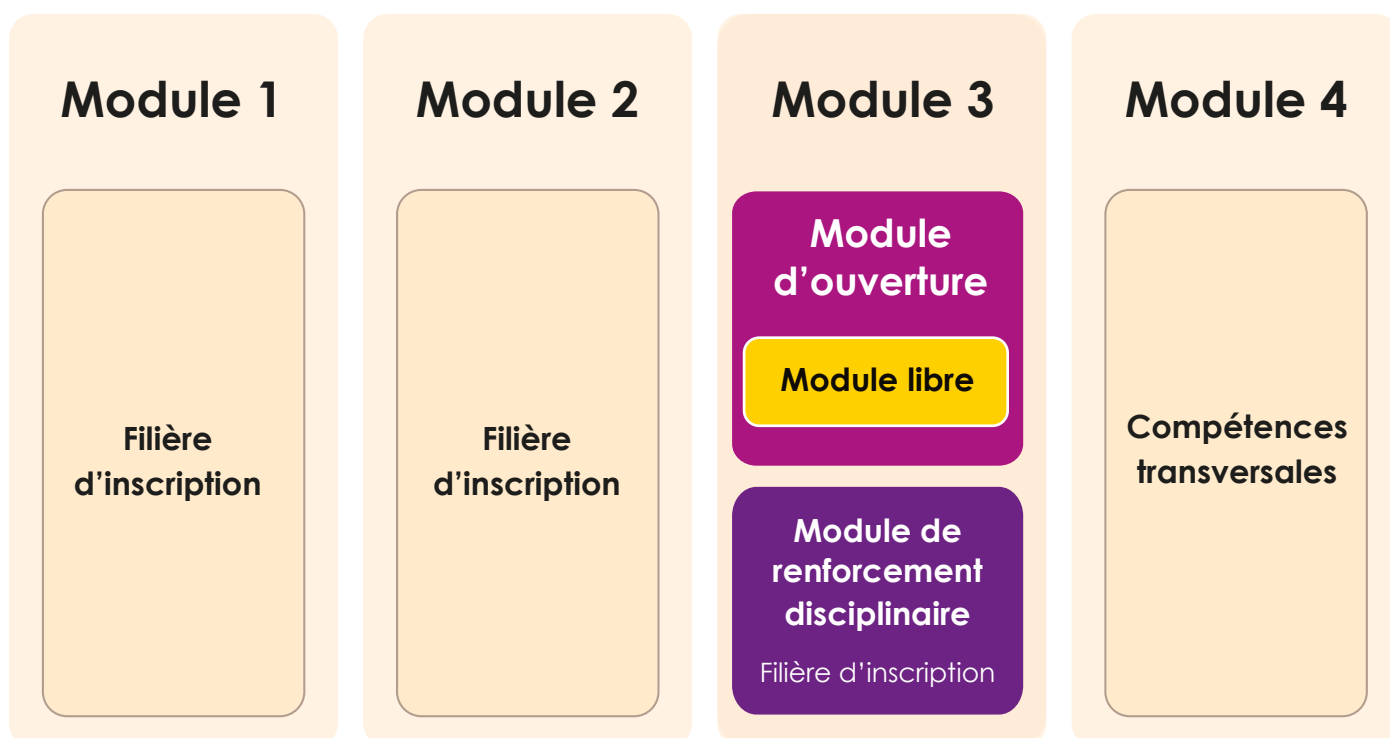 Module 1
Filière
d’inscription
Module 2
Filière
d’inscription
Module 3
Module
d’ouverture
Module libre
Module de
renforcement
disciplinaire
Filière d’inscription
Module 4
Compétences
transversales